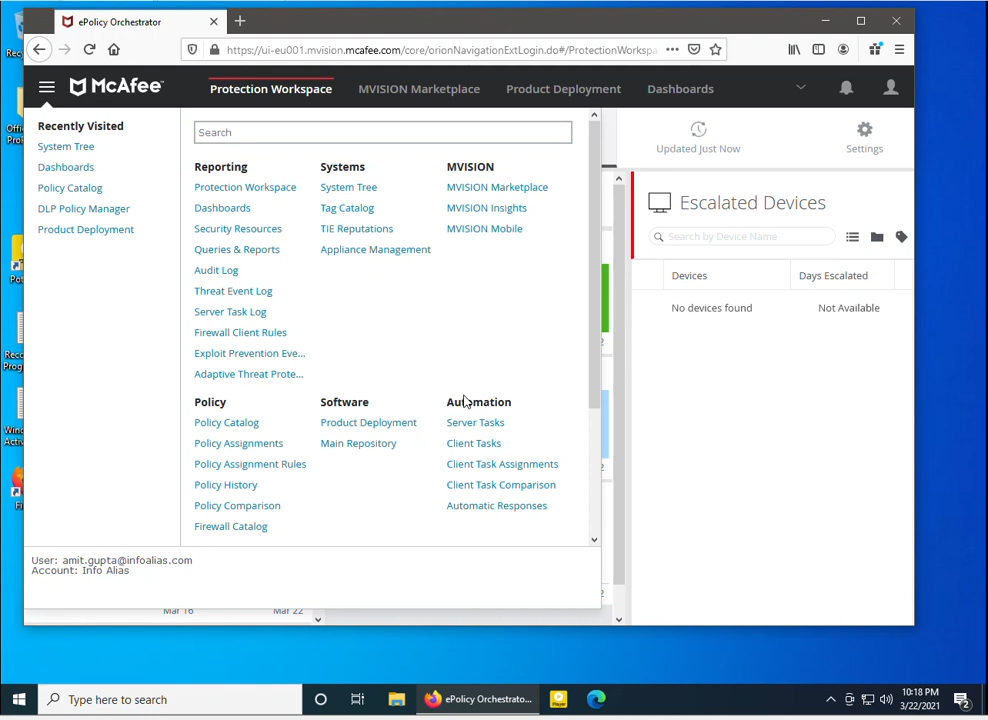 ePolicy Orchestrator
https://ui-eu001.mvision.mcafee.com/core/orionNavigationExtLogin.do#/ProtectionWorkspa
McAfee™
Protection Workspace
MVISION Marketplace
Product Deployment
Dashboards
Recently Visited
System Tree
Dashboards
Policy Catalog
DLP Policy Manager
Product Deployment
Search
Reporting
Protection Workspace
Dashboards
Security Resources
Queries & Reports
Audit Log
Threat Event Log
Server Task Log
Firewall Client Rules
Exploit Prevention Eve...
Adaptive Threat Prote...
Systems
System Tree
Tag Catalog
TIE Reputations
Appliance Management
MVISION
MVISION Marketplace
MVISION Insights
MVISION Mobile
Policy
Policy Catalog
Policy Assignments
Policy Assignment Rules
Policy History
Policy Comparison
Firewall Catalog
Software
Product Deployment
Main Repository
Automation
Server Tasks
Client Tasks
Client Task Assignments
Client Task Comparison
Automatic Responses
User: amit.gupta@infoalias.com
Account: Info Alias
Mar 16
Mar 22
Updated Just Now
Settings
Escalated Devices
Search by Device Name
Devices
Days Escalated
No devices found
Not Available
Type here to search
ePolicy Orchestrato...
10:18 PM
3/22/2021
2